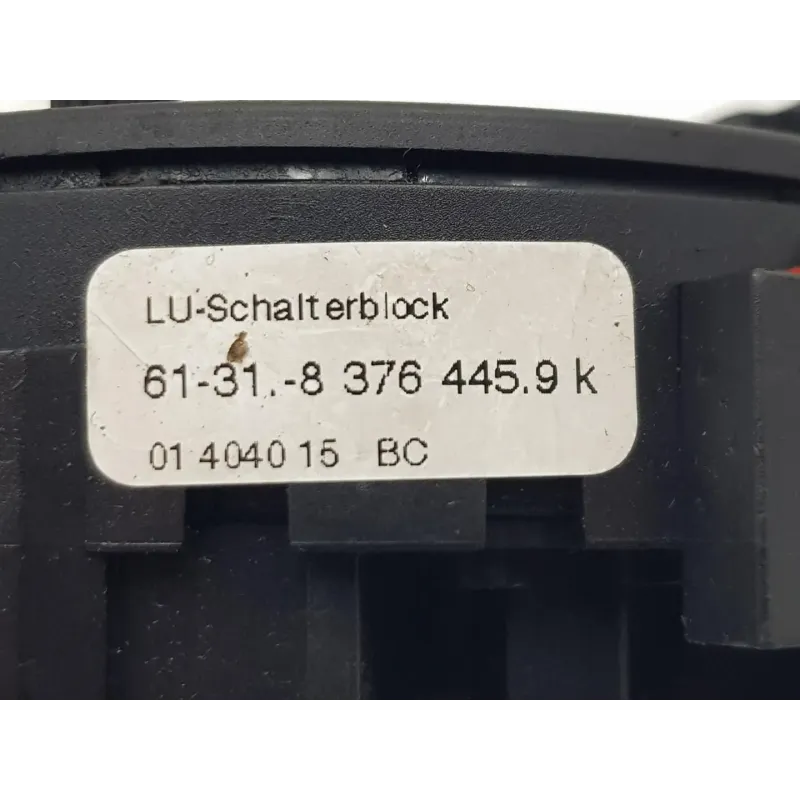 LU-Schalterblock
61-31.-8 376 445.9 k
01 404015 BC